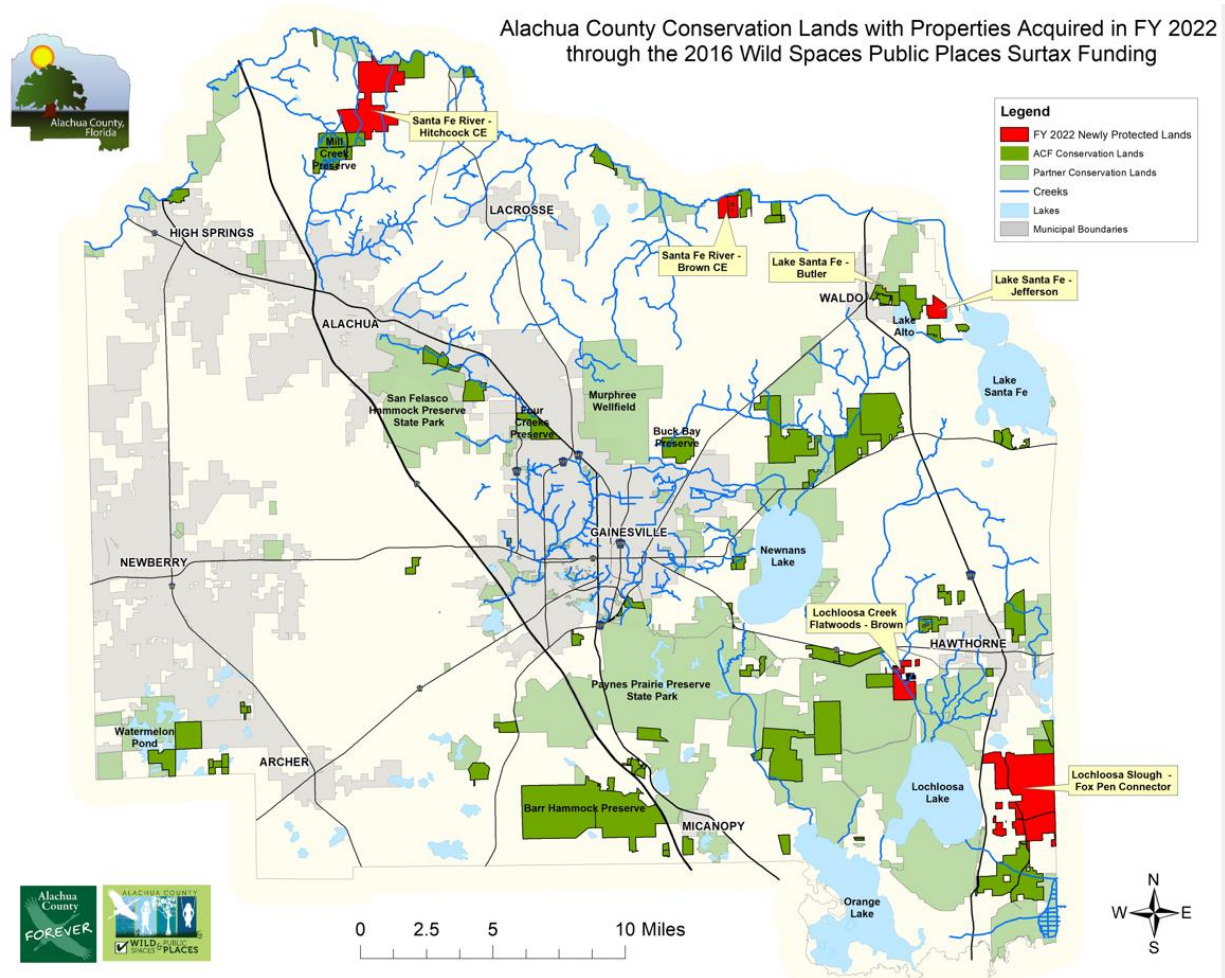 Alachua County Conservation Lands with Properties Acquired in FY 2022
through the 2016 Wild Spaces Public Places Surtax Funding
Alachua County,
Florida
Legend
FY 2022 Newly Protected Lands
ACF Conservation Lands
Partner Conservation Lands
Creeks
Lakes
Municipal Boundaries
Santa Fe River -
Hitchcock CE
Mill
Creek
Preserve
LACROSSE
HIGH SPRINGS
Santa Fe River -
Brown CE
Lake Santa Fe -
Butler
Lake Santa Fe -
Jefferson
WALDO
Lake
Alto
ALACHUA
Lake
Santa Fe
San Felasco
Hammock Preserve
State Park
Murphree
Wellfield
Four
Creeks
Preserve
Buck Bay
Preserve
GAINESVILLE
Newnans
Lake
NEWBERRY
Lochloosa Creek
Flatwoods - Brown
HAWTHORNE
Paynes Prairie Preserve
State Park
Watermelon
Pond
ARCHER
Lochloosa Slough -
Fox Pen Connector
Lochloosa
Lake
Barr Hammock Preserve
MICANOPY
Orange
Lake
Alachua
County
FOREVER
ALACHUA COUNTY
WILD & PUBLIC
SPACES PLACES
0 2.5 5 10 Miles
N
W E
S